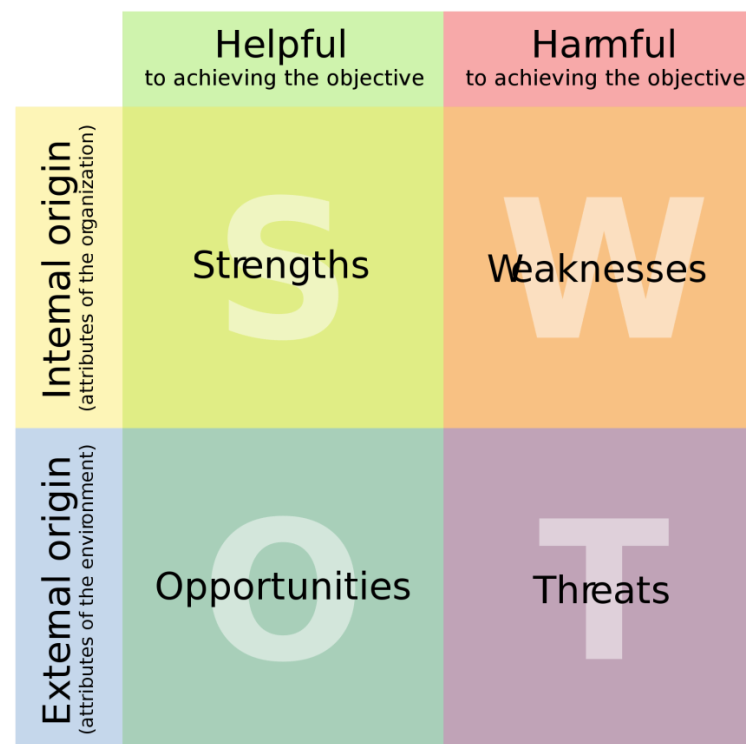 Helpful
to achieving the objective
Harmful
to achieving the objective
Internal origin
(attributes of the organization)
S
Strengths
W
Weaknesses
External origin
(attributes of the environment)
O
Opportunities
T
Threats